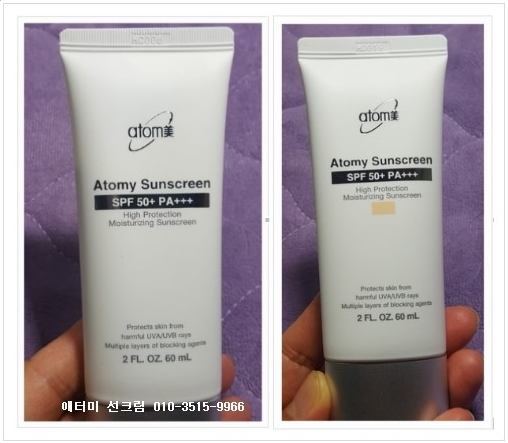 atom美
Atomy Sunscreen
SPF 50+ PA+++
High Protection
Moisturizing Sunscreen
Protects skin from
harmful UVA/UVB rays
Multiple layers of blocking agents
2 FL. OZ. 60 mL
애터미 선크림 010-3515-9966
atom美
Atomy Sunscreen
SPF 50+ PA+++
High Protection
Moisturizing Sunscreen
Protects skin from
harmful UVA/UVB rays
Multiple layers of blocking agents
2 FL. OZ. 60 mL